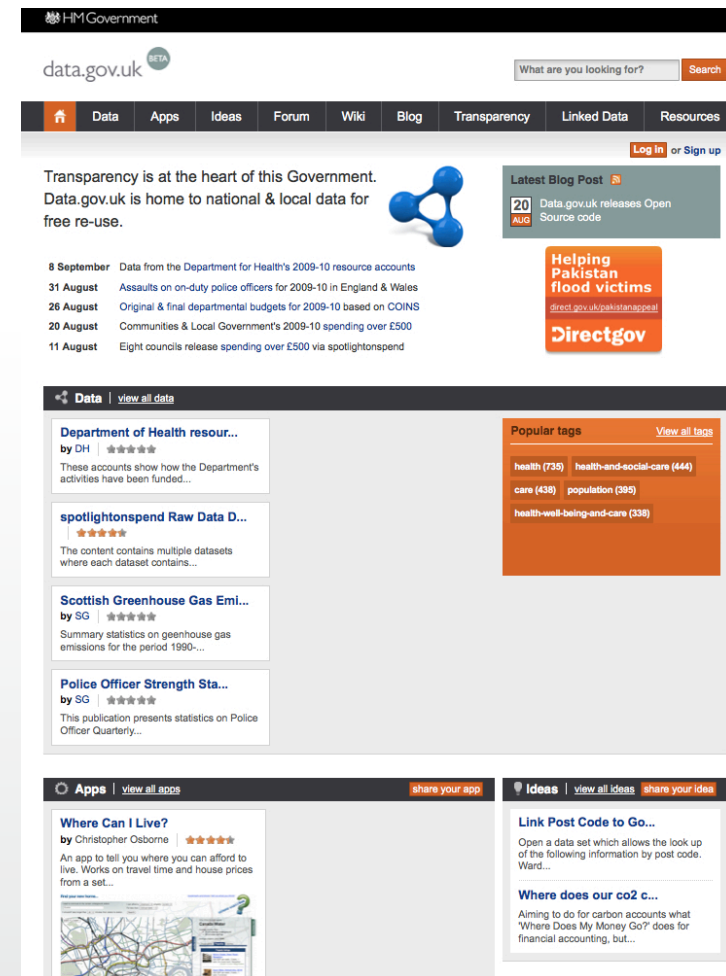 HM Government
data.gov.uk BETA
What are you looking for? Search
Data Apps Ideas Forum Wiki Blog Transparency Linked Data Resources
Log in or Sign up
Transparency is at the heart of this Government.
Data.gov.uk is home to national & local data for
free re-use.
8 September Data from the Department for Health's 2009-10 resource accounts
31 August Assaults on on-duty police officers for 2009-10 in England & Wales
26 August Original & final departmental budgets for 2009-10 based on COINS
20 August Communities & Local Government's 2009-10 spending over £500
11 August Eight councils release spending over £500 via spotlightonspend
Latest Blog Post
20 AUG
Data.gov.uk releases Open
Source code
Helping
Pakistan
flood victims
direct.gov.uk/pakistanappeal
Directgov
Data | view all data
Department of Health resour...
by DH
These accounts show how the Department's
activities have been funded...
spotlightonspend Raw Data D...
The content contains multiple datasets
where each dataset contains...
Scottish Greenhouse Gas Emi...
by SG
Summary statistics on geenhouse gas
emissions for the period 1990-...
Police Officer Strength Sta...
by SG
This publication presents statistics on Police
Officer Quarterly...
Popular tags View all tags
health (735) health-and-social-care (444)
care (438) population (395)
health-well-being-and-care (338)
Apps | view all apps share your app
Where Can I Live?
by Christopher Osborne
An app to tell you where you can afford to
live. Works on travel time and house prices
from a set...
Ideas | view all ideas share your idea
Link Post Code to Go...
Open a data set which allows the look up
of the following information by post code.
Ward...
Where does our co2 c...
Aiming to do for carbon accounts what
'Where Does My Money Go?' does for
financial accounting, but...